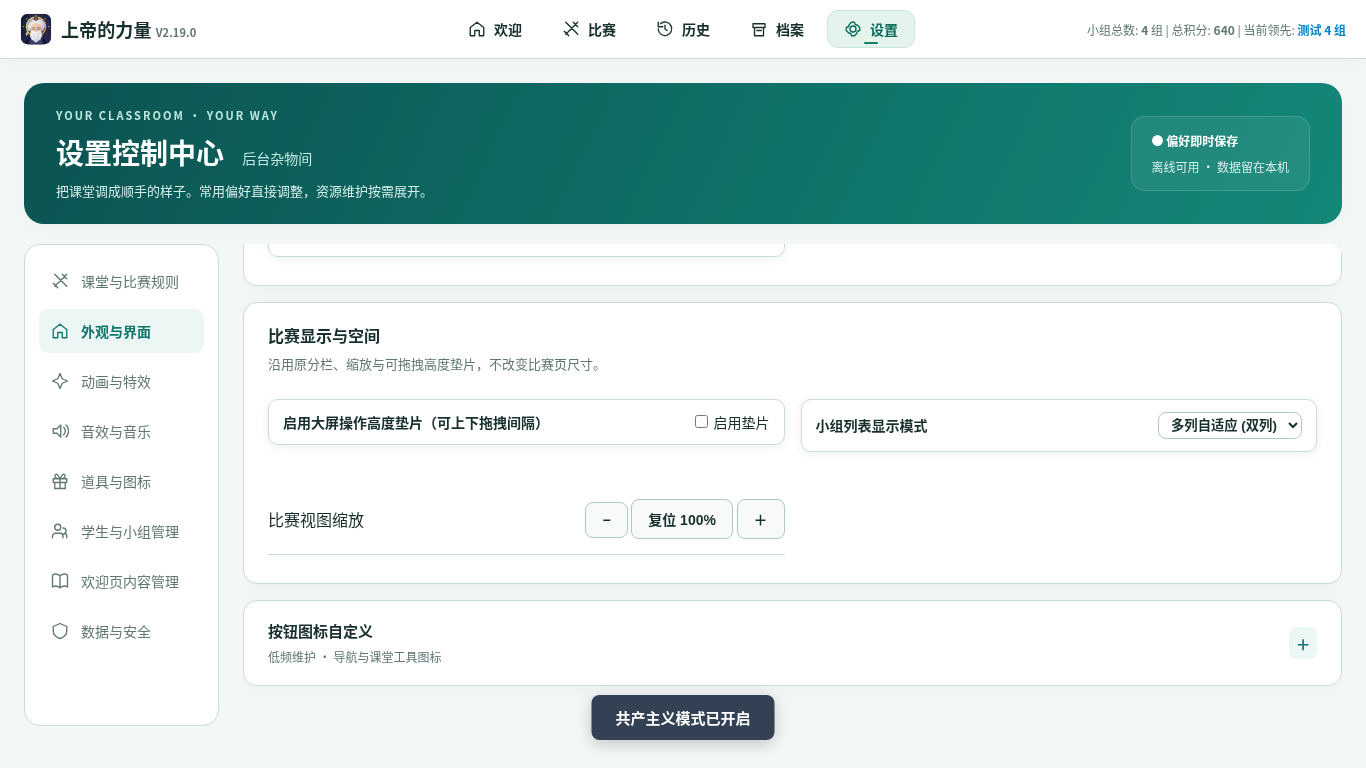 上帝的力量 V2.19.0
欢迎
比赛
历史
档案
设置
小组总数: 4 组 | 总积分: 640 | 当前领先: 测试 4 组
YOUR CLASSROOM · YOUR WAY
设置控制中心 后台杂物间
把课堂调成顺手的样子。常用偏好直接调整，资源维护按需展开。
偏好即时保存
离线可用 · 数据留在本机
课堂与比赛规则
外观与界面
动画与特效
音效与音乐
道具与图标
学生与小组管理
欢迎页内容管理
数据与安全
比赛显示与空间
沿用原分栏、缩放与可拖拽高度垫片，不改变比赛页尺寸。
启用大屏操作高度垫片（可上下拖拽间隔）
启用垫片
小组列表显示模式
多列自适应 (双列)
比赛视图缩放
−
复位 100%
+
按钮图标自定义
低频维护 · 导航与课堂工具图标
+
共产主义模式已开启